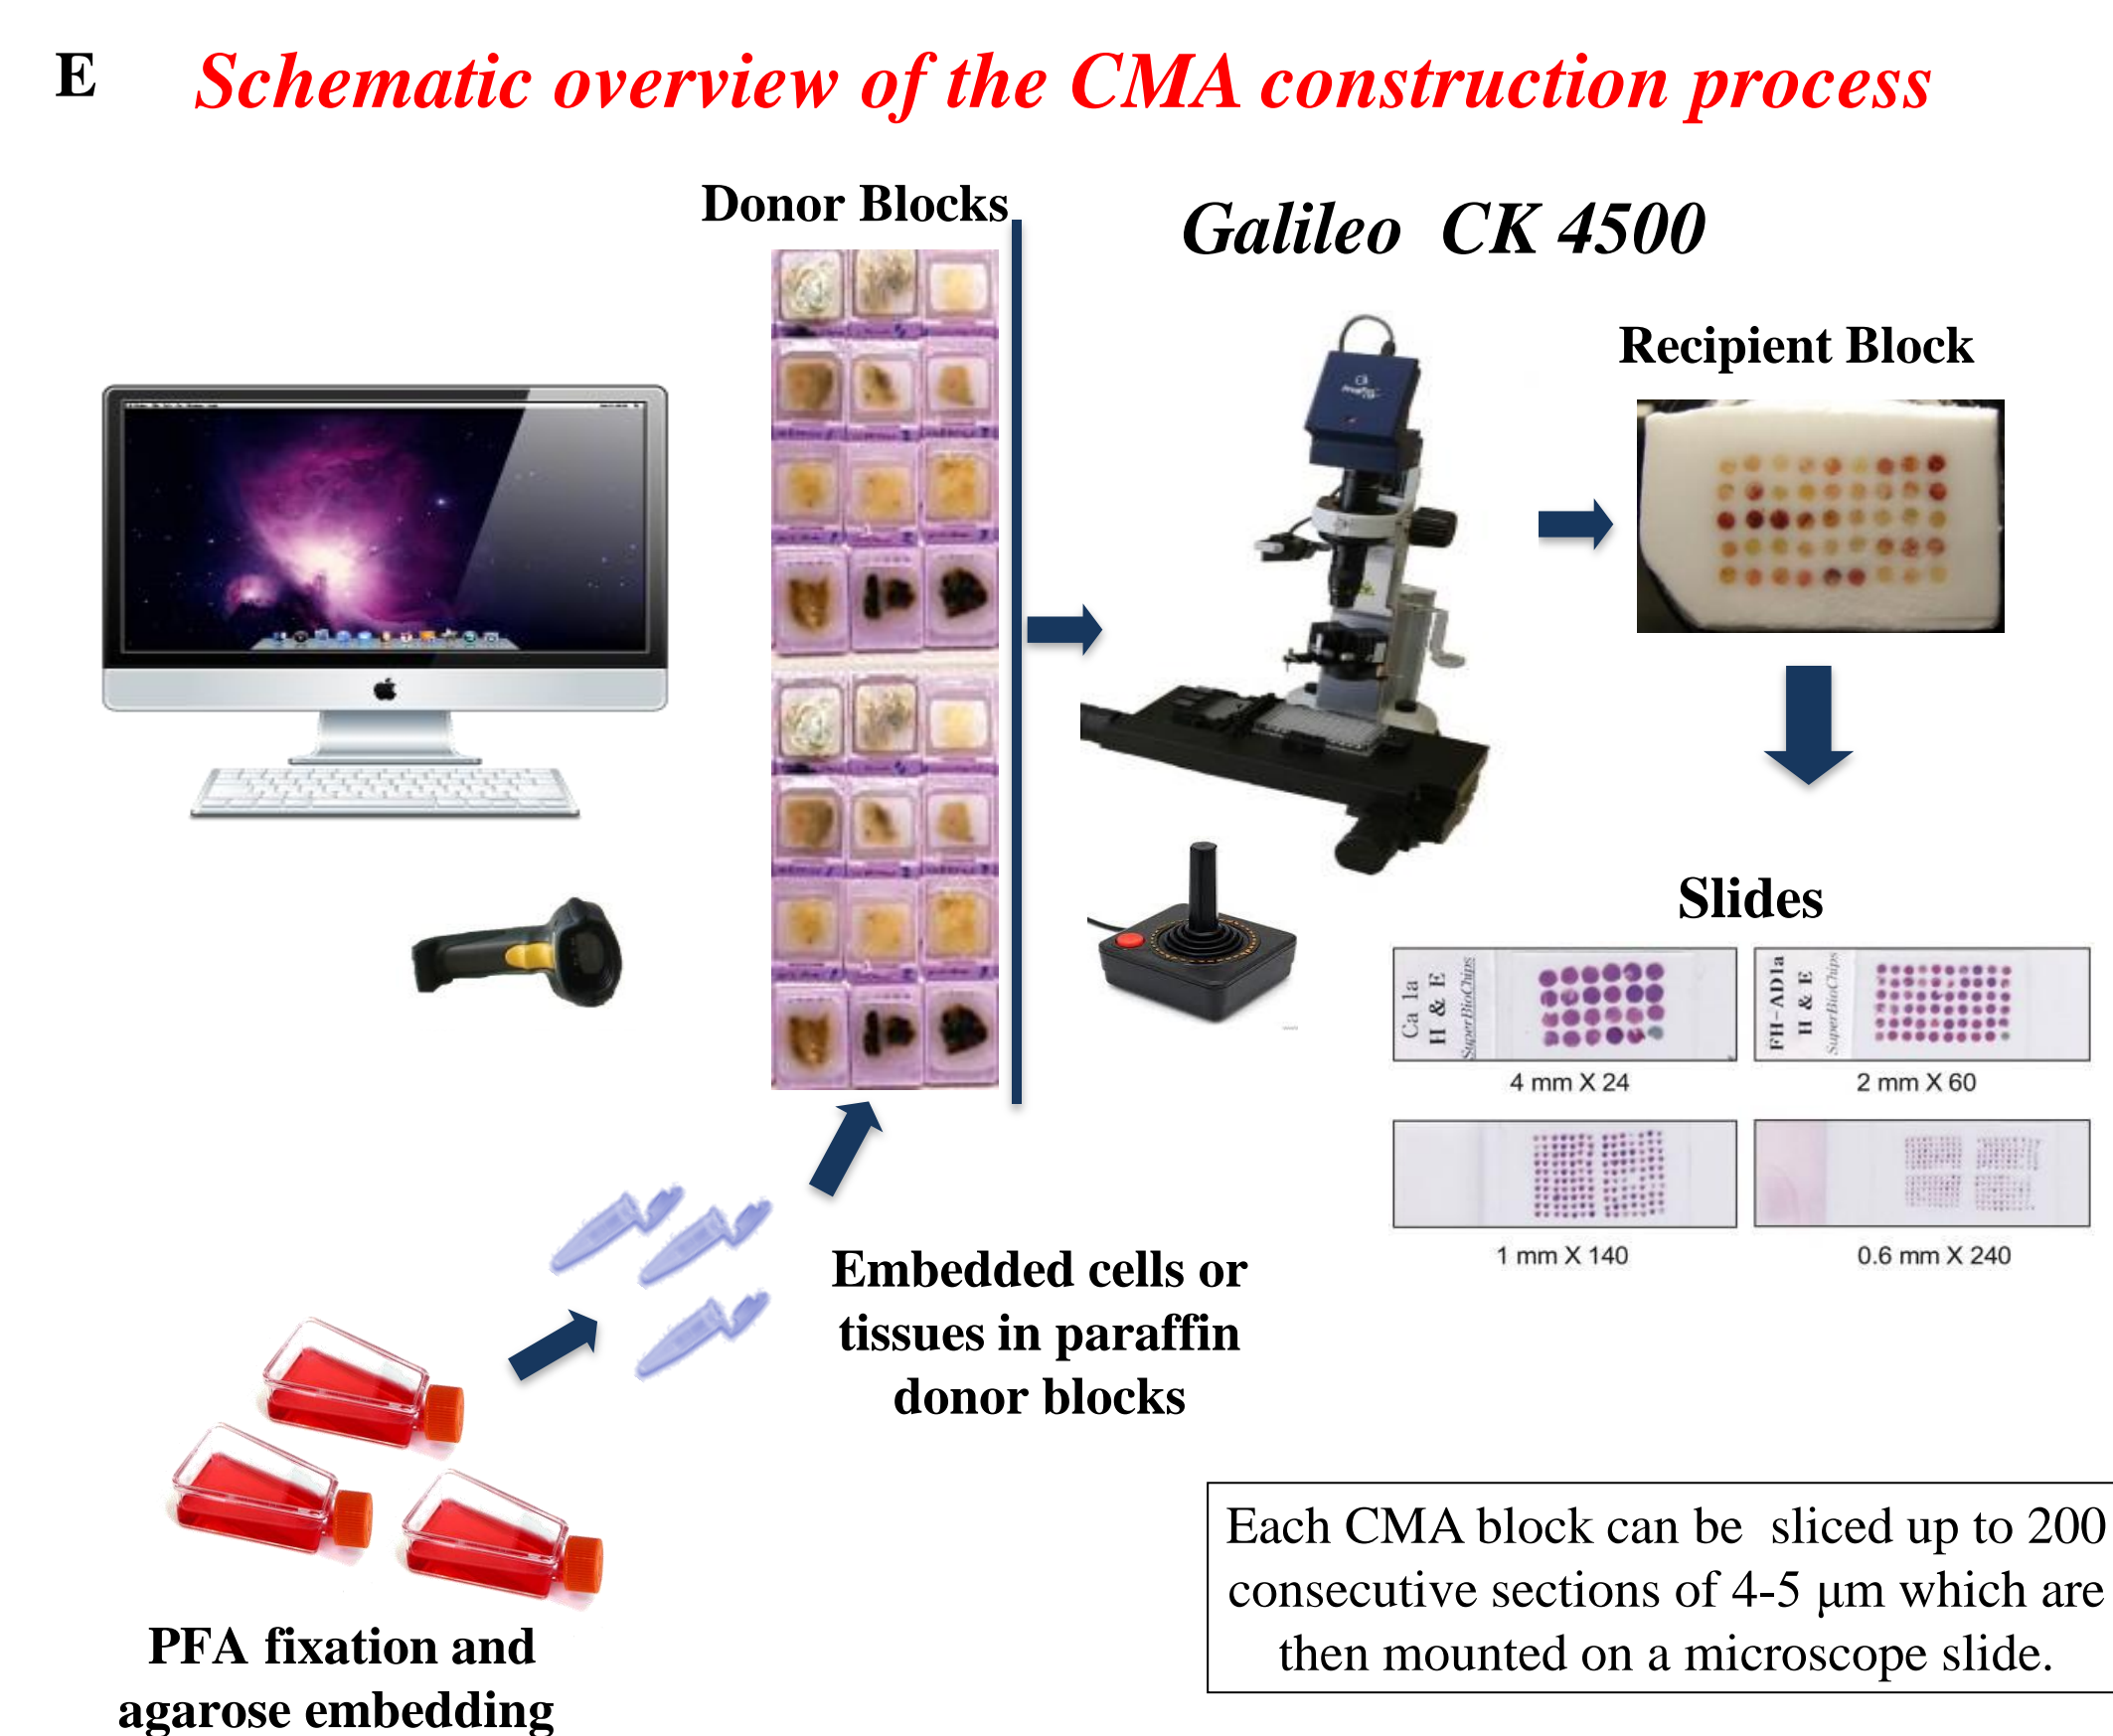 E
Schematic overview of the CMA construction process
Donor Blocks
Galileo CK 4500
Recipient Block
Slides
Ca 1a
H & E
SuperBioChips
FH-AD1a
H & E
SuperBioChips
4 mm X 24
2 mm X 60
1 mm X 140
0.6 mm X 240
Embedded cells or
tissues in paraffin
donor blocks
PFA fixation and
agarose embedding
Each CMA block can be sliced up to 200
consecutive sections of 4-5 μm which are
then mounted on a microscope slide.